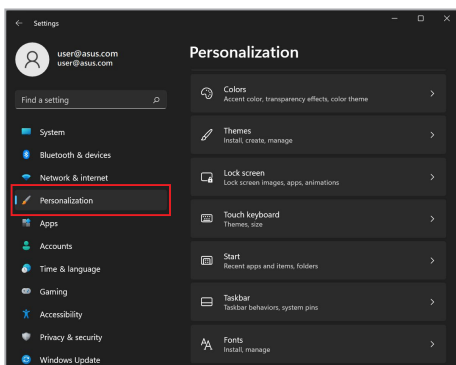 Settings
user@asus.com
user@asus.com
Find a setting
System
Bluetooth & devices
Network & internet
Personalization
Apps
Accounts
Time & language
Gaming
Accessibility
Privacy & security
Windows Update
Personalization
Colors
Accent color, transparency effects, color theme
Themes
Install, create, manage
Lock screen
Lock screen images, apps, animations
Touch keyboard
Themes, size
Start
Recent apps and items, folders
Taskbar
Taskbar behaviors, system pins
Fonts
Install, manage